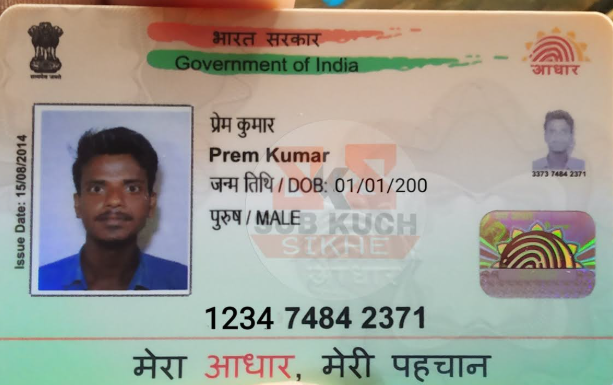 भारत सरकार
Government of India
आधार
सत्यमेव जयते
Issue Date: 15/08/2014
प्रेम कुमार
Prem Kumar
जन्म तिथि / DOB: 01/01/200
पुरुष / MALE
3373 7484 2371
SUB KUCH
SIKHE
आधार
1234 7484 2371
मेरा आधार, मेरी पहचान